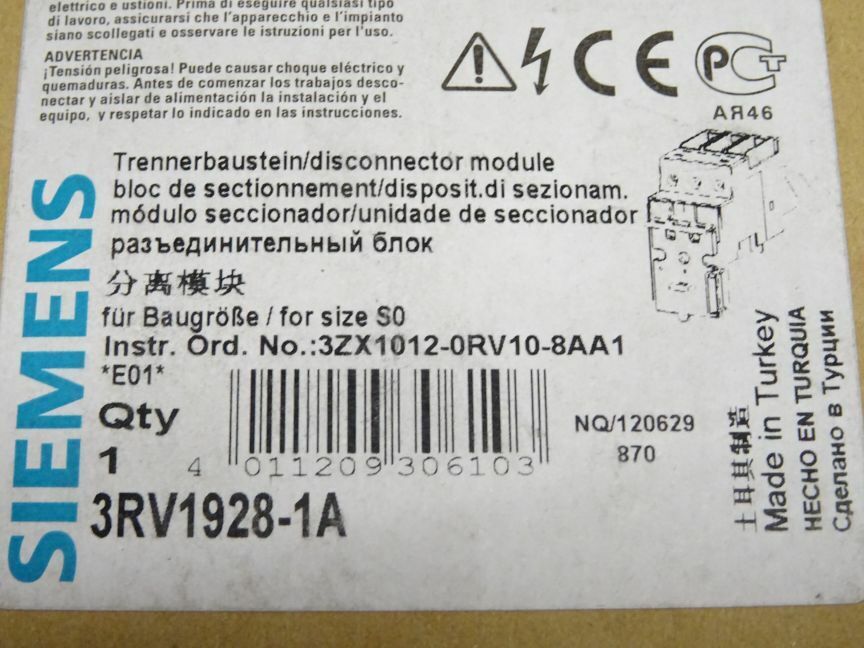 elettrico e ustioni. Prima di eseguire qualsiasi tipo
di lavoro, assicurarsi che l'apparecchio e l'impianto
siano scollegati e osservare le istruzioni per l'uso.
ADVERTENCIA
¡Tensión peligrosa! Puede causar choque eléctrico y
quemaduras. Antes de comenzar los trabajos desco-
nectar y aislar de alimentación la instalación y el
equipo, y respetar lo indicado en las instrucciones.
CE
РСТ
АЯ46
SIEMENS
Trennerbaustein/disconnector module
bloc de sectionnement/disposit.di sezionam.
módulo seccionador/unidade de seccionador
разъединительный блок
分离模块
für Baugröße / for size S0
Instr. Ord. No.:3ZX1012-0RV10-8AA1
*E01*
Qty
1
4 011209 306103
NQ/120629
870
3RV1928-1A
土耳其制造
Made in Turkey
HECHO EN TURQUIA
Сделано в Турции